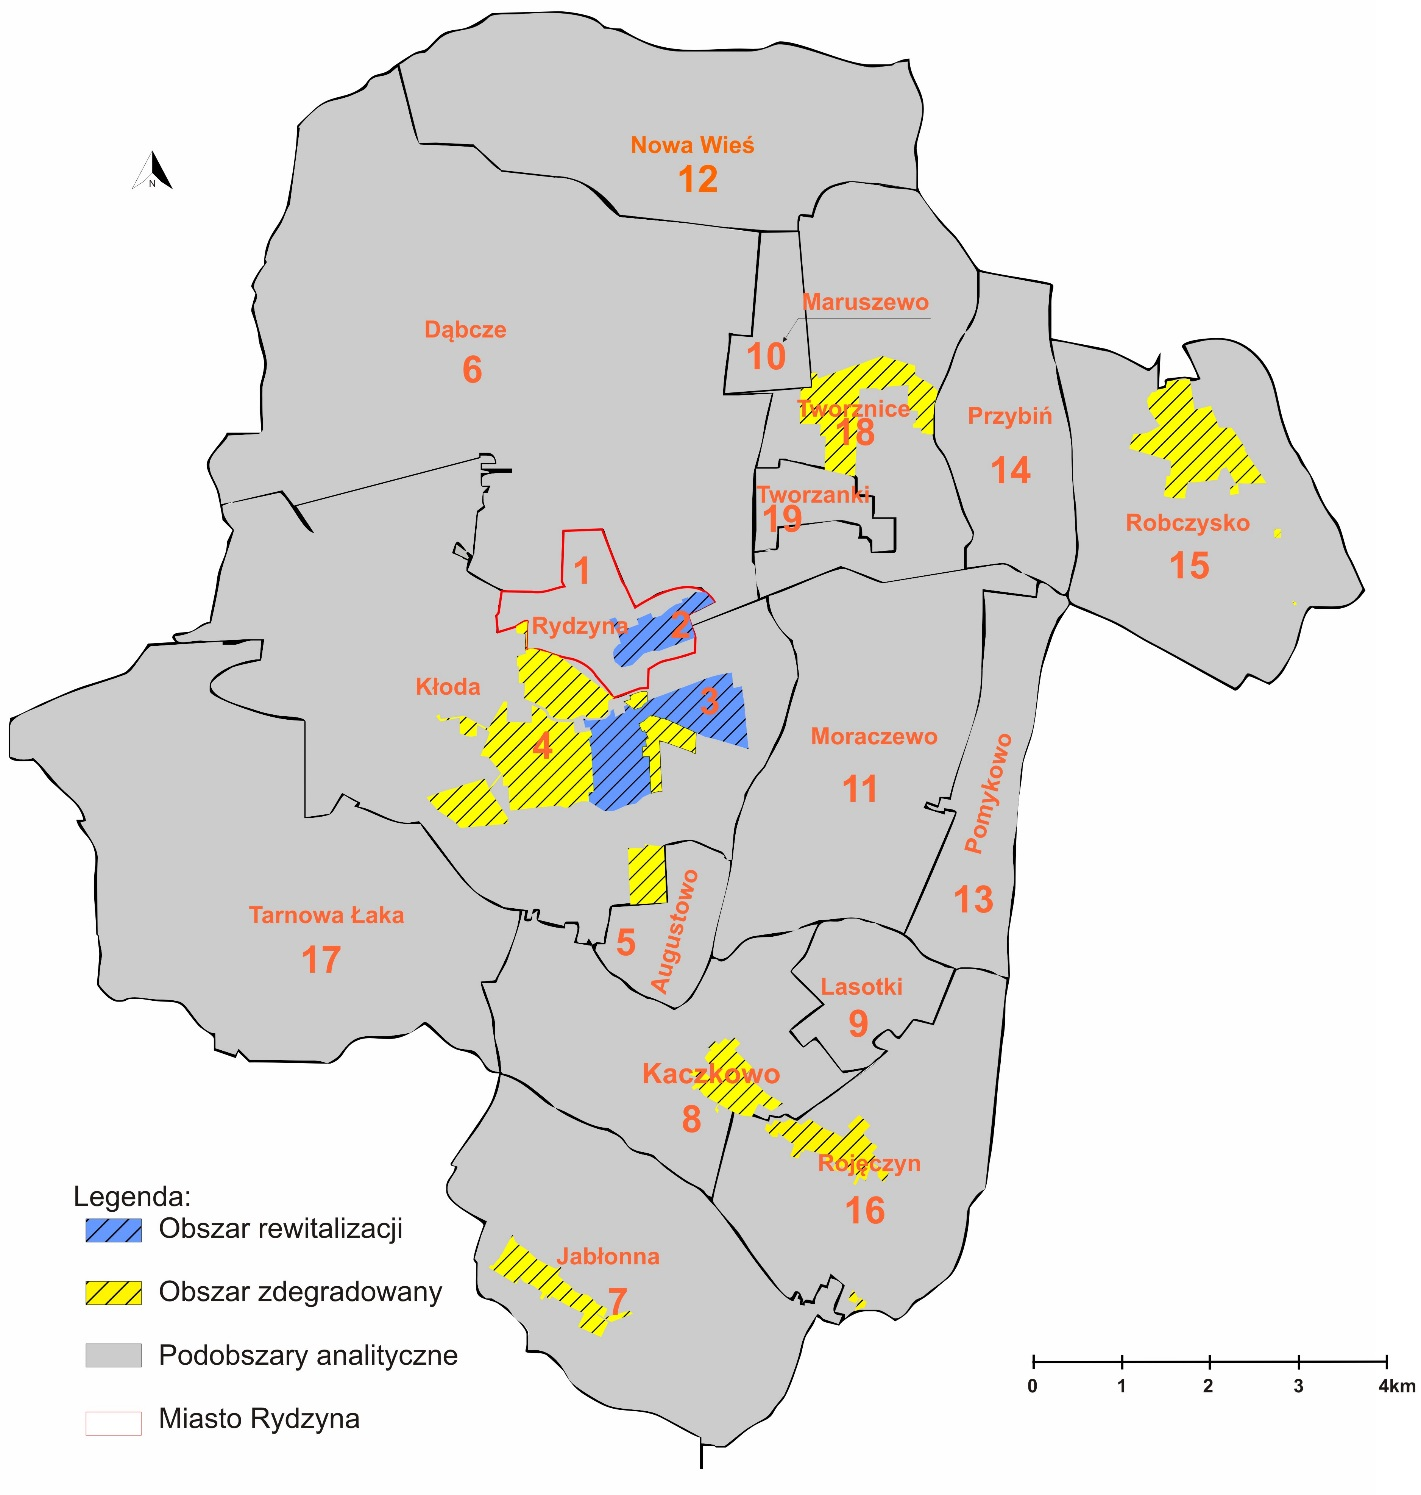 Nowa Wieś
12
N
Maruszewo
Dąbcze
6
10
Tworznice
18
Przybiń
14
Tworzanki
19
Robczysko
15
1
Rydzyna
2
Kłoda
3
4
Moraczewo
11
Pomykowo
13
Tarnowa Łaka
17
Augustowo
5
Lasotki
9
Kaczkowo
8
Rojęczyn
16
Jabłonna
7
Legenda:
Obszar rewitalizacji
Obszar zdegradowany
Podobszary analityczne
Miasto Rydzyna
0 1 2 3 4km